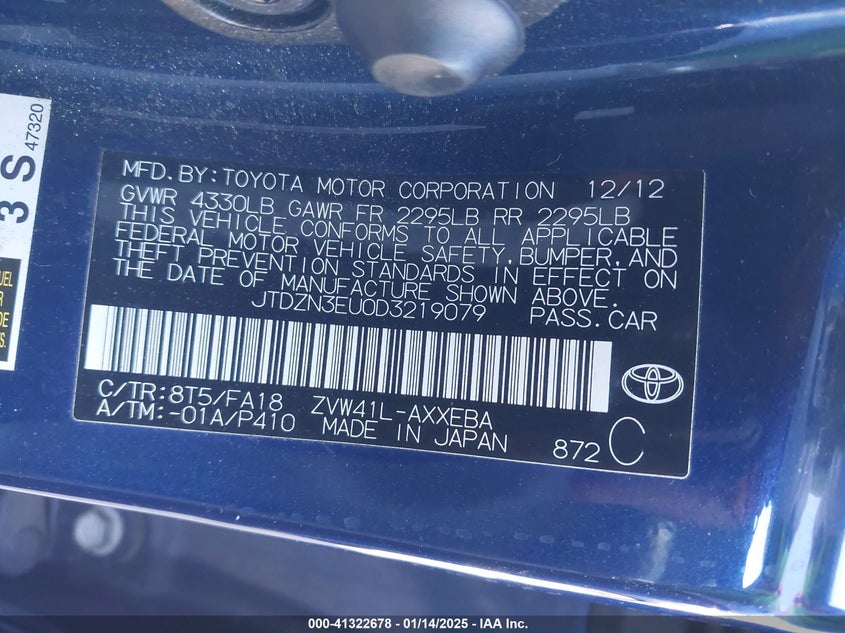 3 S
47320
UEL
R
DE
S.
MFD. BY: TOYOTA MOTOR CORPORATION 12/12
GVWR 4330LB GAWR FR 2295LB RR 2295LB
THIS VEHICLE CONFORMS TO ALL APPLICABLE
FEDERAL MOTOR VEHICLE SAFETY, BUMPER, AND
THEFT PREVENTION STANDARDS IN EFFECT ON
THE DATE OF MANUFACTURE SHOWN ABOVE.
JTDZN3EU0D3219079 PASS. CAR
C/TR: 8T5/FA18 ZVW41L-AXXEBA
A/TM: -01A/P410 MADE IN JAPAN
872 C
000-41322678 - 01/14/2025 - IAA Inc.